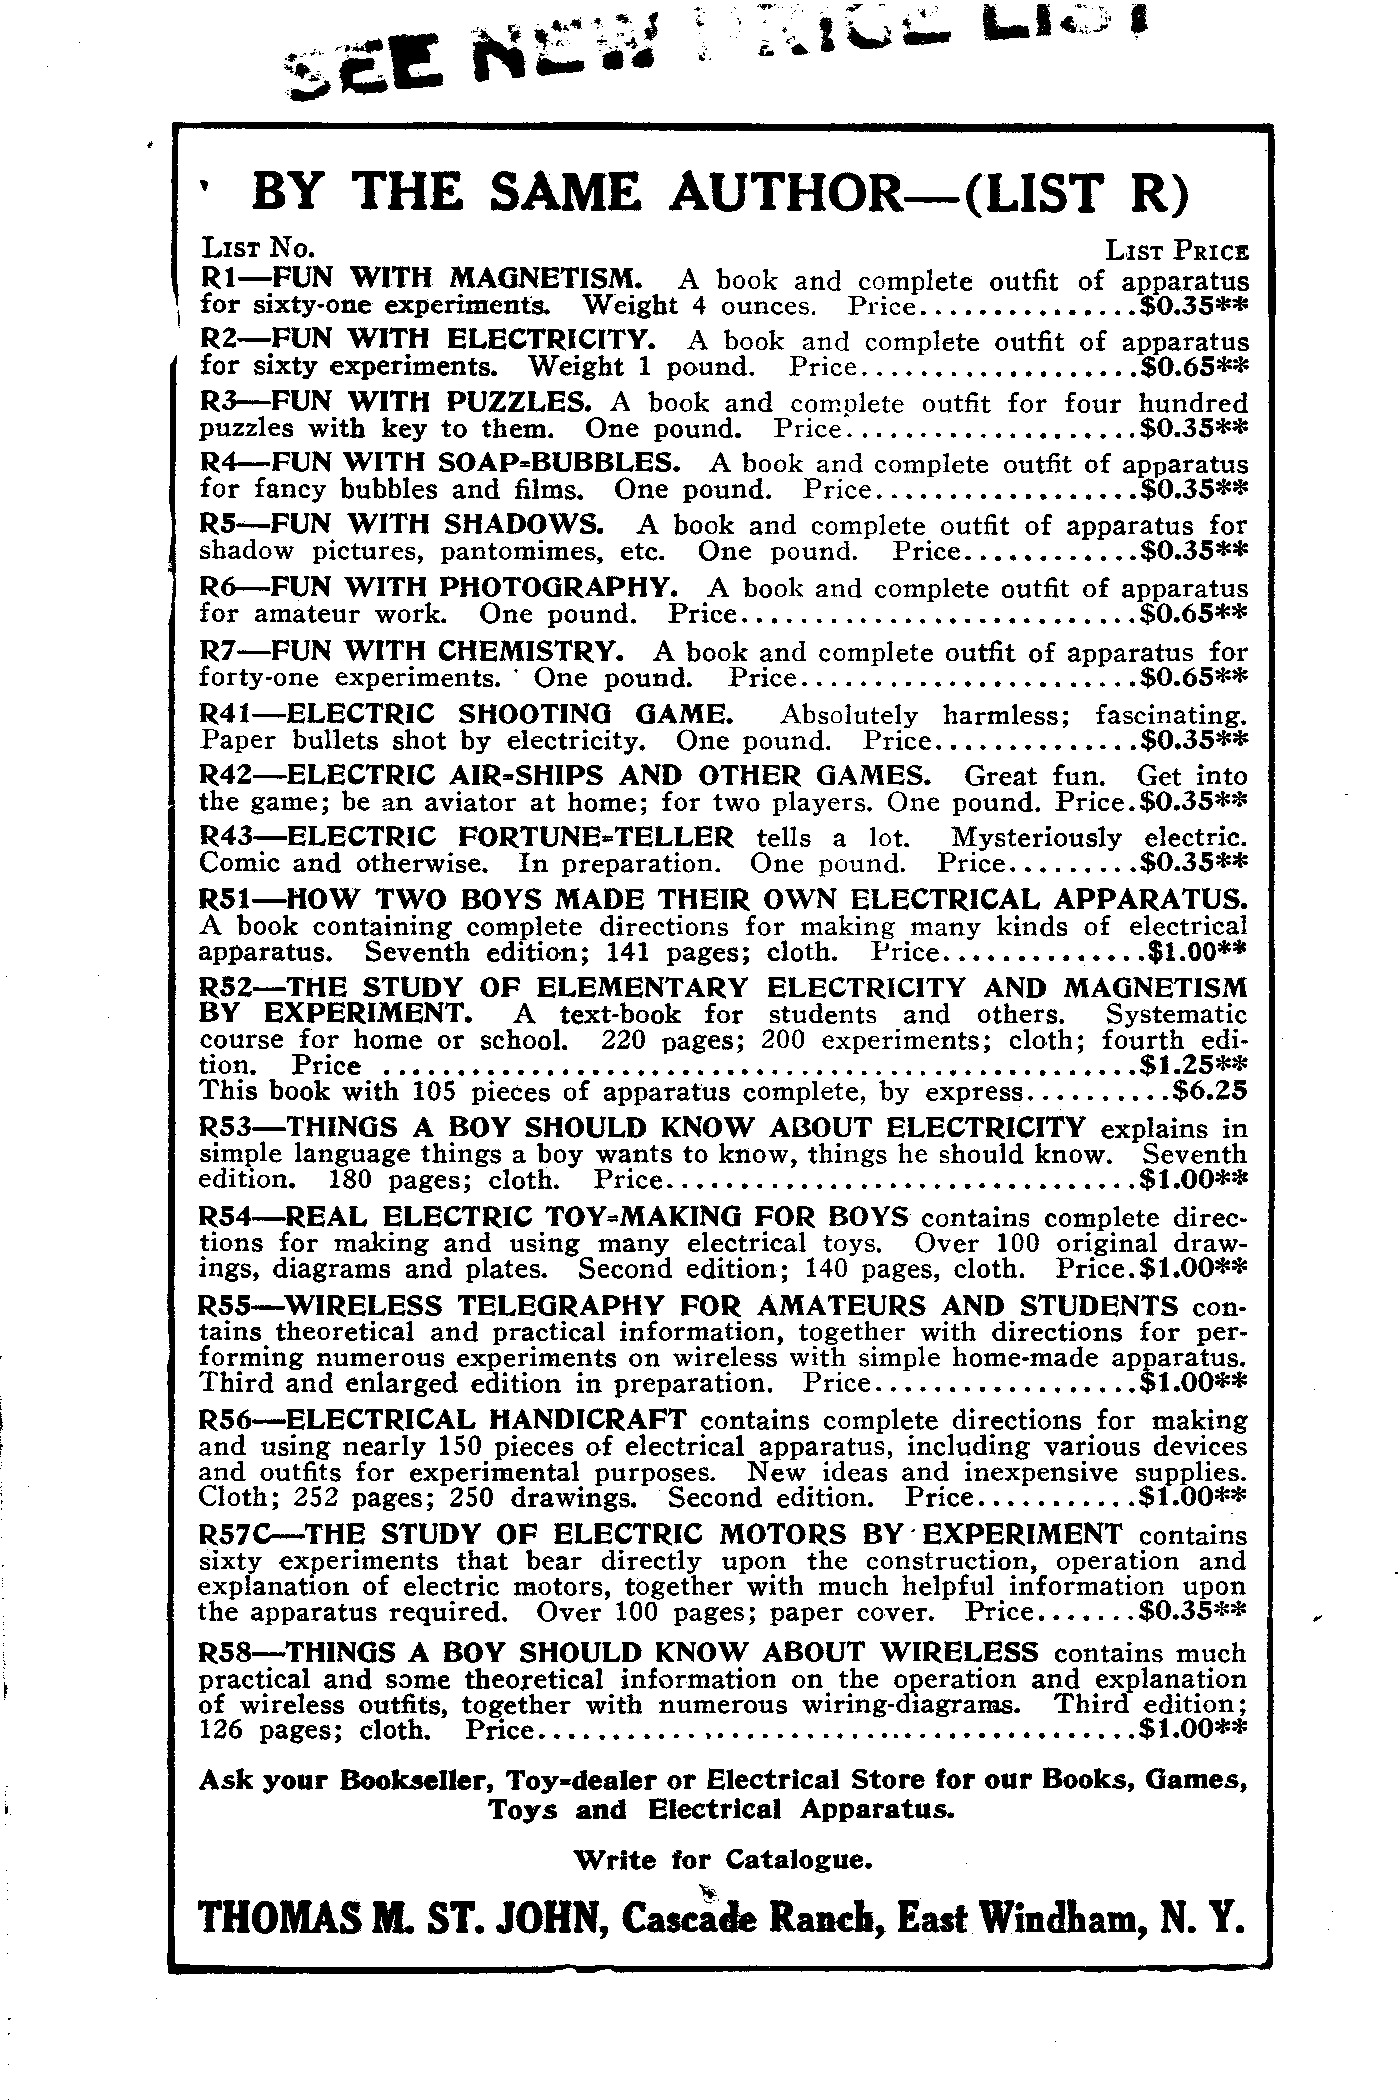 SEE NEW PRICE LIST
BY THE SAME AUTHOR—(LIST R)
LIST NO. LIST PRICE
R1—FUN WITH MAGNETISM. A book and complete outfit of apparatus
for sixty-one experiments. Weight 4 ounces. Price...............$0.35**
R2—FUN WITH ELECTRICITY. A book and complete outfit of apparatus
for sixty experiments. Weight 1 pound. Price...................$0.65**
R3—FUN WITH PUZZLES. A book and complete outfit for four hundred
puzzles with key to them. One pound. Price....................$0.35**
R4—FUN WITH SOAP=BUBBLES. A book and complete outfit of apparatus
for fancy bubbles and films. One pound. Price..................$0.35**
R5—FUN WITH SHADOWS. A book and complete outfit of apparatus for
shadow pictures, pantomimes, etc. One pound. Price............$0.35**
R6—FUN WITH PHOTOGRAPHY. A book and complete outfit of apparatus
for amateur work. One pound. Price...........................$0.65**
R7—FUN WITH CHEMISTRY. A book and complete outfit of apparatus for
forty-one experiments. One pound. Price.......................$0.65**
R41—ELECTRIC SHOOTING GAME. Absolutely harmless; fascinating.
Paper bullets shot by electricity. One pound. Price..............$0.35**
R42—ELECTRIC AIR=SHIPS AND OTHER GAMES. Great fun. Get into
the game; be an aviator at home; for two players. One pound. Price.$0.35**
R43—ELECTRIC FORTUNE=TELLER tells a lot. Mysteriously electric.
Comic and otherwise. In preparation. One pound. Price.........$0.35**
R51—HOW TWO BOYS MADE THEIR OWN ELECTRICAL APPARATUS.
A book containing complete directions for making many kinds of electrical
apparatus. Seventh edition; 141 pages; cloth. Price..............$1.00**
R52—THE STUDY OF ELEMENTARY ELECTRICITY AND MAGNETISM
BY EXPERIMENT. A text-book for students and others. Systematic
course for home or school. 220 pages; 200 experiments; cloth; fourth edi-
tion. Price ...................................................$1.25**
This book with 105 pieces of apparatus complete, by express..........$6.25
R53—THINGS A BOY SHOULD KNOW ABOUT ELECTRICITY explains in
simple language things a boy wants to know, things he should know. Seventh
edition. 180 pages; cloth. Price................................$1.00**
R54—REAL ELECTRIC TOY=MAKING FOR BOYS contains complete direc-
tions for making and using many electrical toys. Over 100 original draw-
ings, diagrams and plates. Second edition; 140 pages, cloth. Price.$1.00**
R55—WIRELESS TELEGRAPHY FOR AMATEURS AND STUDENTS con-
tains theoretical and practical information, together with directions for per-
forming numerous experiments on wireless with simple home-made apparatus.
Third and enlarged edition in preparation. Price..................$1.00**
R56—ELECTRICAL HANDICRAFT contains complete directions for making
and using nearly 150 pieces of electrical apparatus, including various devices
and outfits for experimental purposes. New ideas and inexpensive supplies.
Cloth; 252 pages; 250 drawings. Second edition. Price...........$1.00**
R57C—THE STUDY OF ELECTRIC MOTORS BY EXPERIMENT contains
sixty experiments that bear directly upon the construction, operation and
explanation of electric motors, together with much helpful information upon
the apparatus required. Over 100 pages; paper cover. Price.......$0.35**
R58—THINGS A BOY SHOULD KNOW ABOUT WIRELESS contains much
practical and some theoretical information on the operation and explanation
of wireless outfits, together with numerous wiring-diagrams. Third edition;
126 pages; cloth. Price.........................................$1.00**
Ask your Bookseller, Toy=dealer or Electrical Store for our Books, Games,
Toys and Electrical Apparatus.
Write for Catalogue.
THOMAS M. ST. JOHN, Cascade Ranch, East Windham, N. Y.